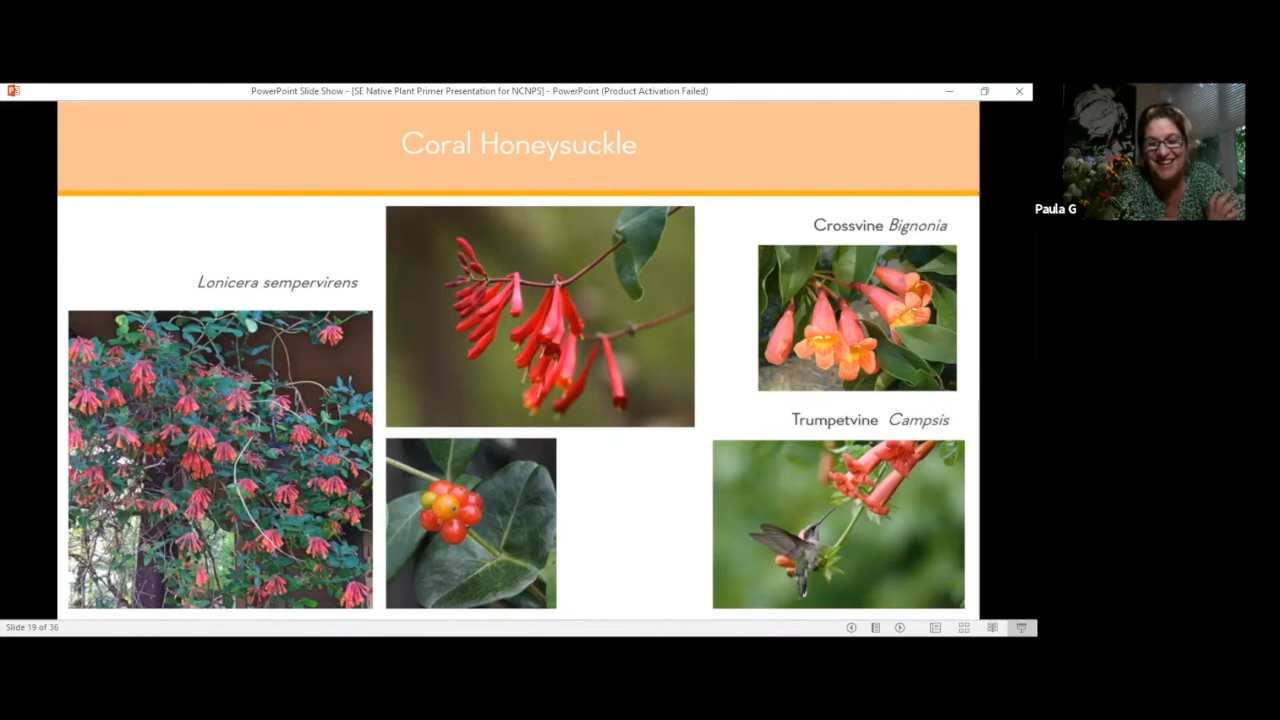 PowerPoint Slide Show - [SE Native Plant Primer Presentation for NCNPS] - PowerPoint (Product Activation Failed)
Coral Honeysuckle
Lonicera sempervirens
Crossvine Bignonia
Trumpetvine Campsis
Paula G
Slide 19 of 36